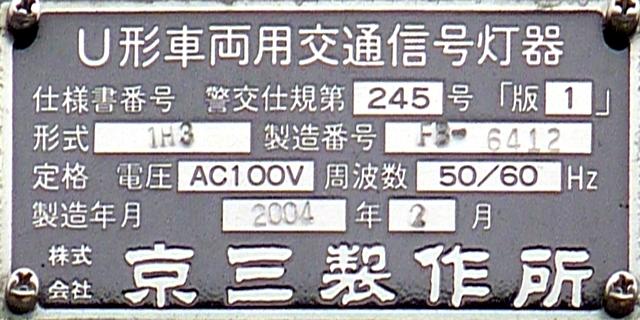 U形車両用交通信号灯器
仕様書番号 警交仕規第 245 号 「版 1 」
形式 1H3 製造番号 FB- 6412
定格 電圧 AC100V 周波数 50/60 Hz
製造年月 2004 年 2 月
株式会社 京三製作所